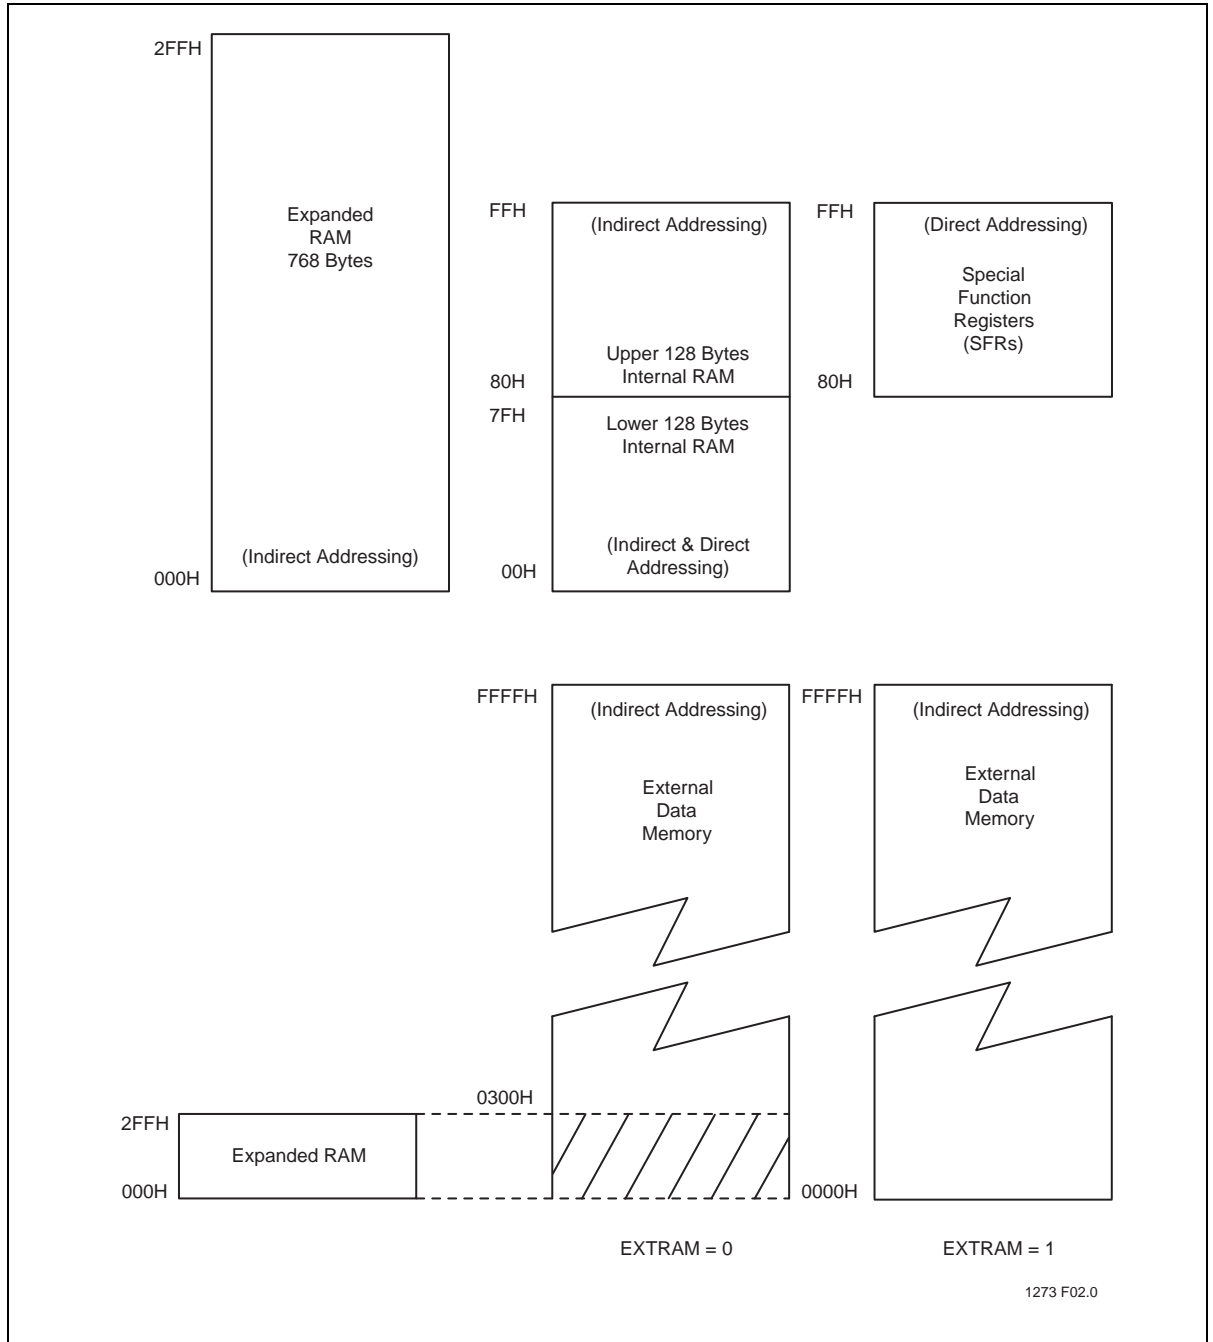 2FFH
Expanded
RAM
768 Bytes
(Indirect Addressing)
000H
FFH
(Indirect Addressing)
Upper 128 Bytes
Internal RAM
80H
7FH
Lower 128 Bytes
Internal RAM
(Indirect & Direct
Addressing)
00H
FFH
(Direct Addressing)
Special
Function
Registers
(SFRs)
80H
FFFFH
(Indirect Addressing)
External
Data
Memory
FFFFH
(Indirect Addressing)
External
Data
Memory
0300H
2FFH
Expanded RAM
000H
0000H
EXTRAM = 0
EXTRAM = 1
1273 F02.0